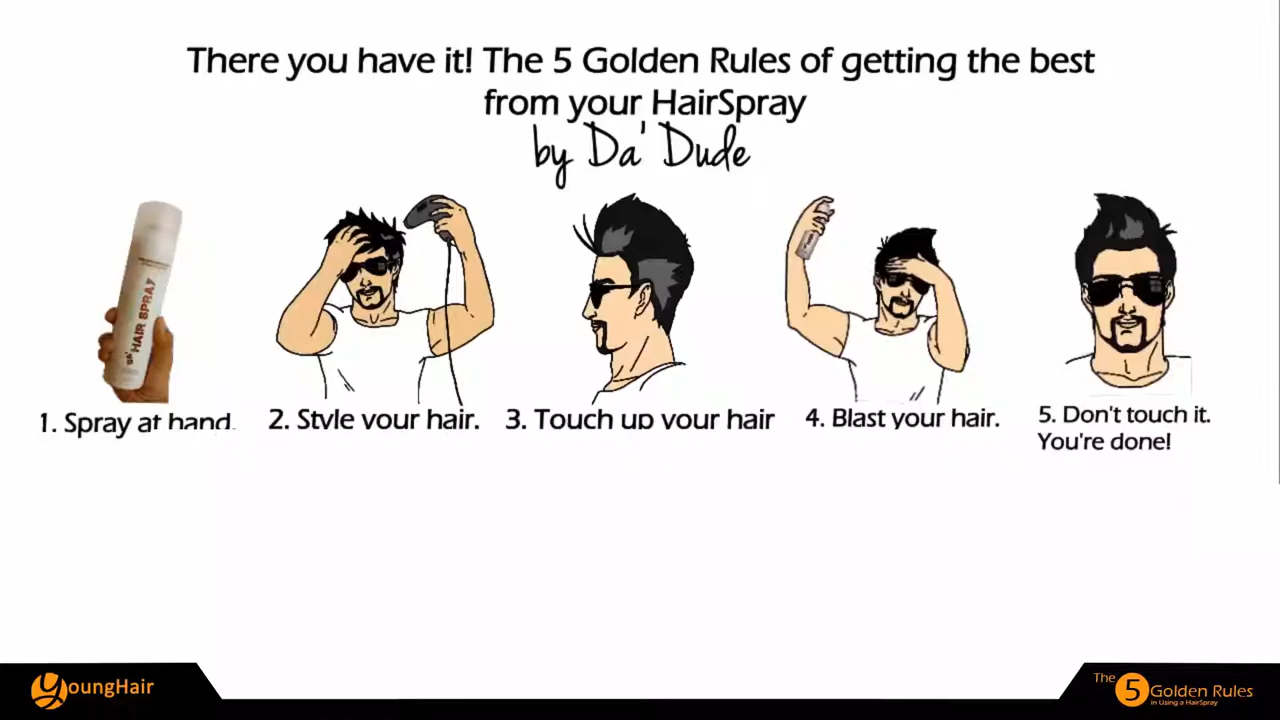 There you have it! The 5 Golden Rules of getting the best
from your HairSpray
by Da' Dude
DA' HAIR SPRAY
1. Spray at hand.
2. Style your hair.
3. Touch up your hair
4. Blast your hair.
5. Don't touch it.
You're done!
YoungHair
The 5 Golden Rules
in Using a HairSpray